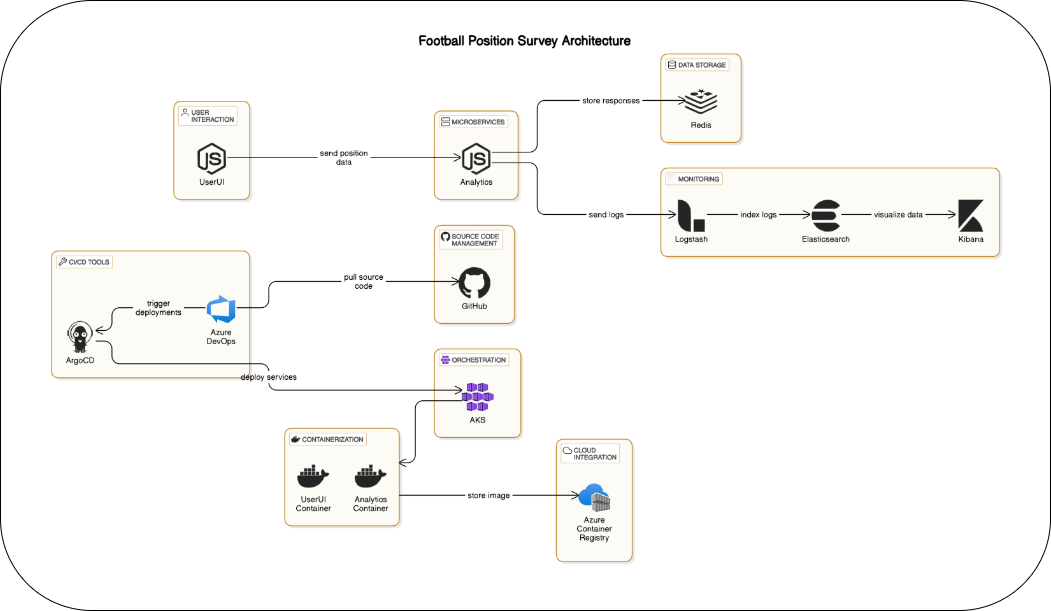 Football Position Survey Architecture
DATA STORAGE
Redis
USER
INTERACTION
JS
UserUI
send position
data
MICROSERVICES
JS
Analytics
store responses
send logs
MONITORING
Logstash
index logs
Elasticsearch
visualize data
Kibana
SOURCE CODE
MANAGEMENT
GitHub
CI/CD TOOLS
trigger
deployments
Azure
DevOps
ArgoCD
pull source
code
deploy services
ORCHESTRATION
AKS
CONTAINERIZATION
UserUI
Container
Analytics
Container
store image
CLOUD
INTEGRATION
Azure
Container
Registry